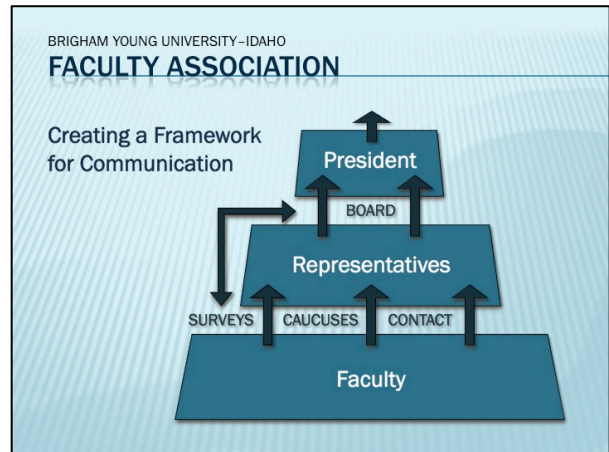 BRIGHAM YOUNG UNIVERSITY–IDAHO
FACULTY ASSOCIATION
Creating a Framework
for Communication
President
BOARD
Representatives
SURVEYS CAUCUSES CONTACT
Faculty